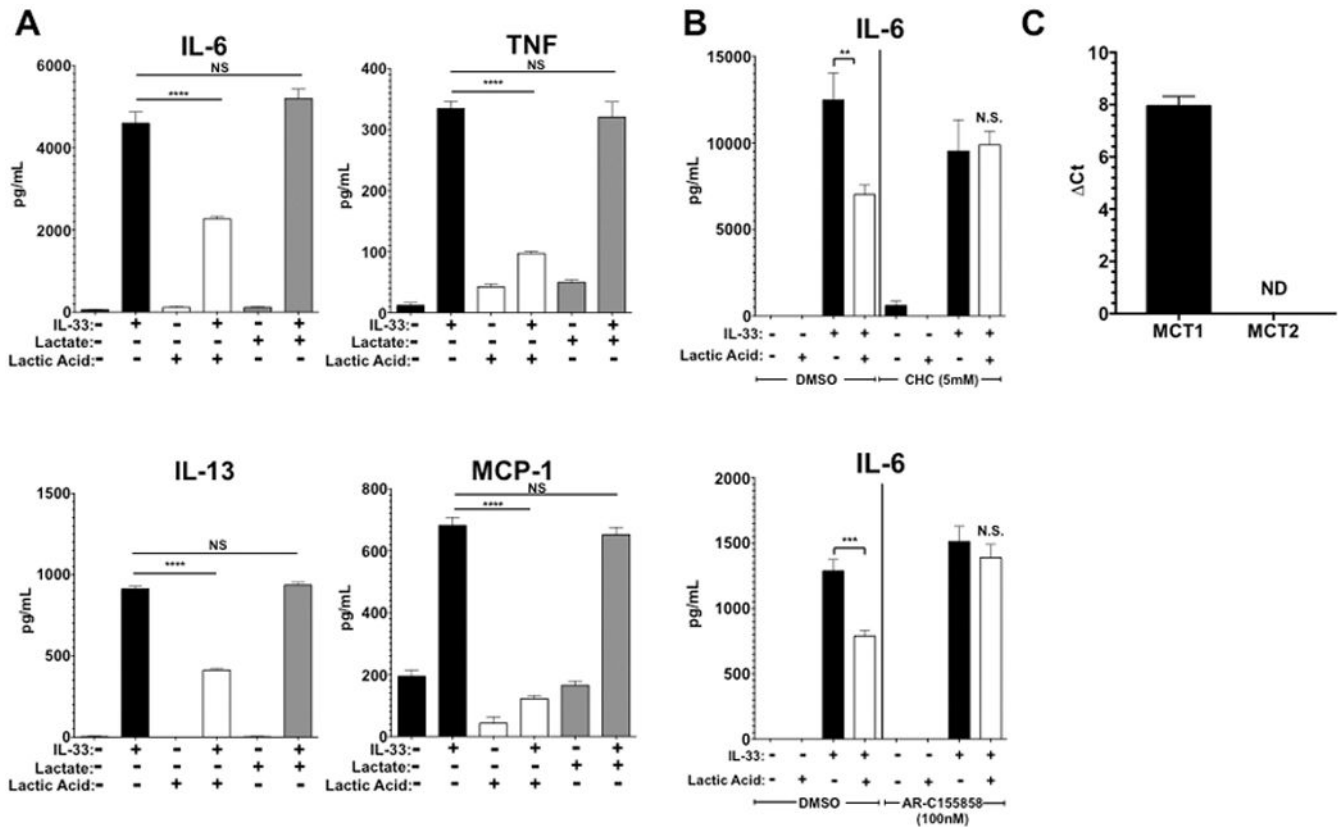 A
IL-6
6000
4000
2000
0
pg/mL
NS
****
IL-33:- + - + - +
Lactate:- - - - + +
Lactic Acid:- - + + - -
TNF
400
300
200
100
0
pg/mL
NS
****
IL-33:- + - + - +
Lactate:- - - - + +
Lactic Acid:- - + + - -
IL-13
1500
1000
500
0
pg/mL
NS
****
IL-33:- + - + - +
Lactate:- - - - + +
Lactic Acid:- - + + - -
MCP-1
800
600
400
200
0
pg/mL
NS
****
IL-33:- + - + - +
Lactate:- - - - + +
Lactic Acid:- - + + - -
B
IL-6
15000
10000
5000
0
pg/mL
**
N.S.
IL-33: - - + + - - + +
Lactic Acid: - + - + - + - +
DMSO
CHC (5mM)
IL-6
2000
1500
1000
500
0
pg/mL
***
N.S.
IL-33: - - + + - - + +
Lactic Acid: - + - + - + - +
DMSO
AR-C155858
(100nM)
C
10
8
6
4
2
0
ΔCt
ND
MCT1 MCT2